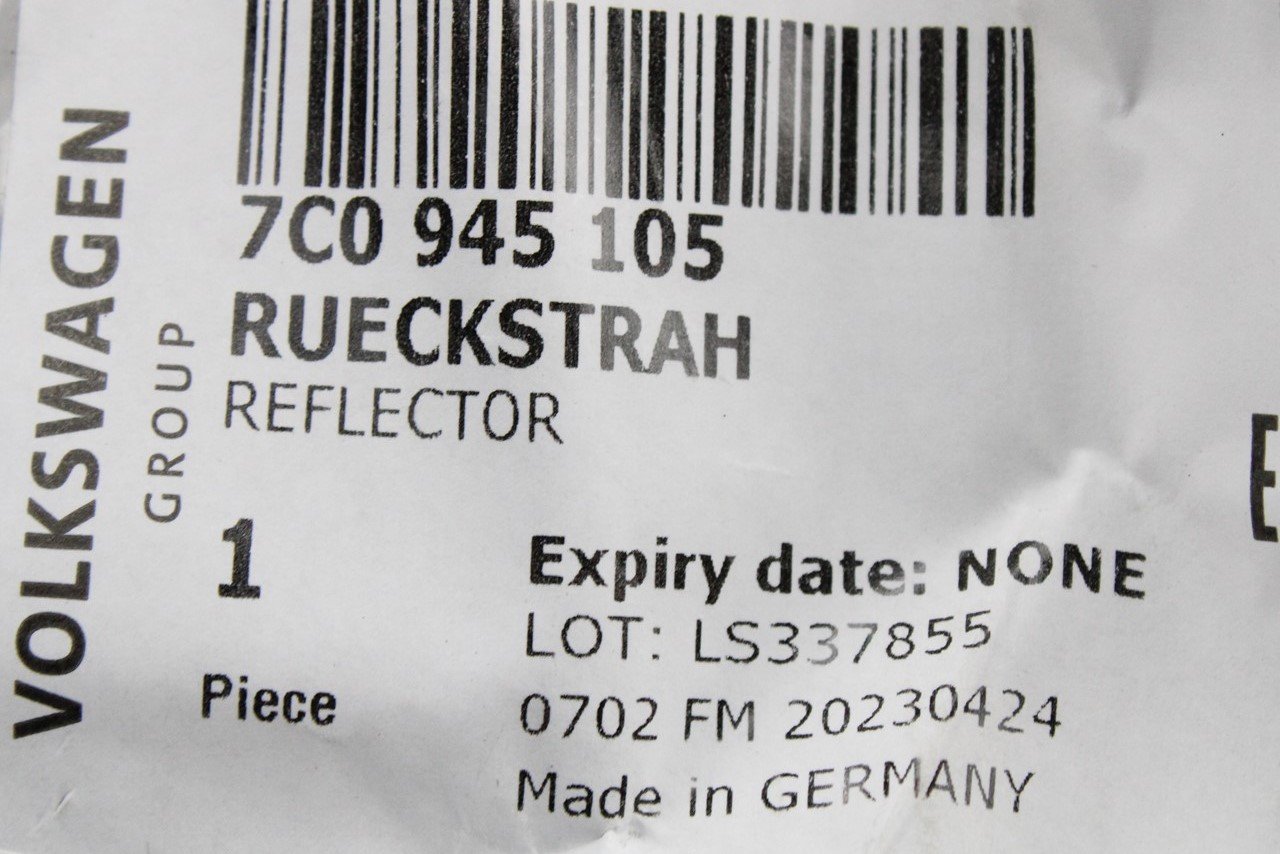 VOLKSWAGEN
GROUP
7C0 945 105
RUECKSTRAH
REFLECTOR
1
Piece
Expiry date: NONE
LOT: LS337855
0702 FM 20230424
Made in GERMANY